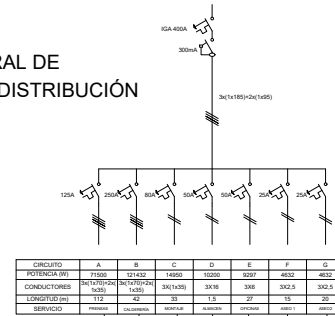 IGA 400A
300mA
RAL DE
DISTRIBUCIÓN
3x(1x185)+2x(1x95)
125A 250A 80A 50A 50A 25A 25A
CIRCUITO A B C D E F G
POTENCIA (W) 71500 121432 14950 10200 9297 4632 4632
CONDUCTORES 3x(1x70)+2x( 1x35) 3x(1x70)+2x( 1x35) 3X(1x35) 3X16 3X6 3X2,5 3X2,5
LONGITUD (m) 112 42 33 1,5 27 15 20
SERVICIO PRENSAS CALDERERÍA MONTAJE ALMACEN OFICINAS ASEO 1 ASEO2